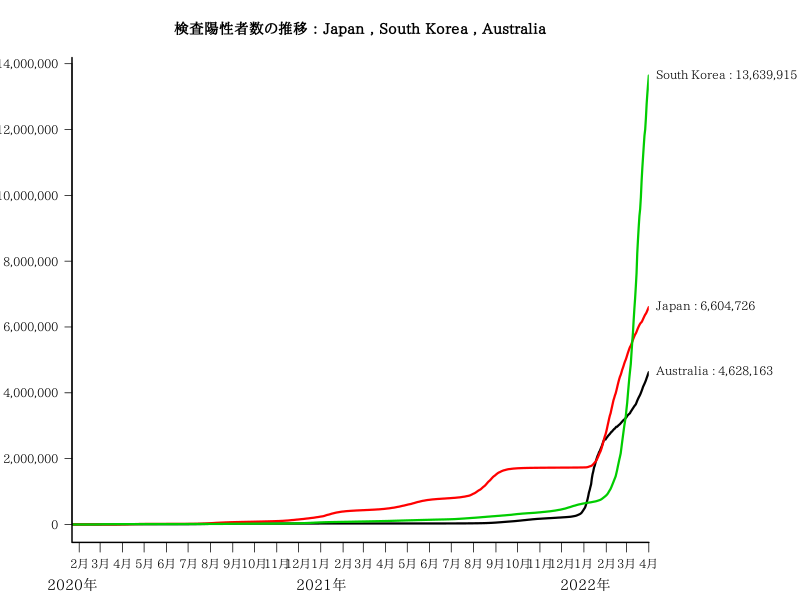 検査陽性者数の推移 : Japan , South Korea , Australia
14,000,000
12,000,000
10,000,000
8,000,000
6,000,000
4,000,000
2,000,000
0
South Korea : 13,639,915
Japan : 6,604,726
Australia : 4,628,163
2月 3月 4月 5月 6月 7月 8月 9月 10月 11月 12月 1月 2月 3月 4月 5月 6月 7月 8月 9月 10月 11月 12月 1月 2月 3月 4月
2020年 2021年 2022年